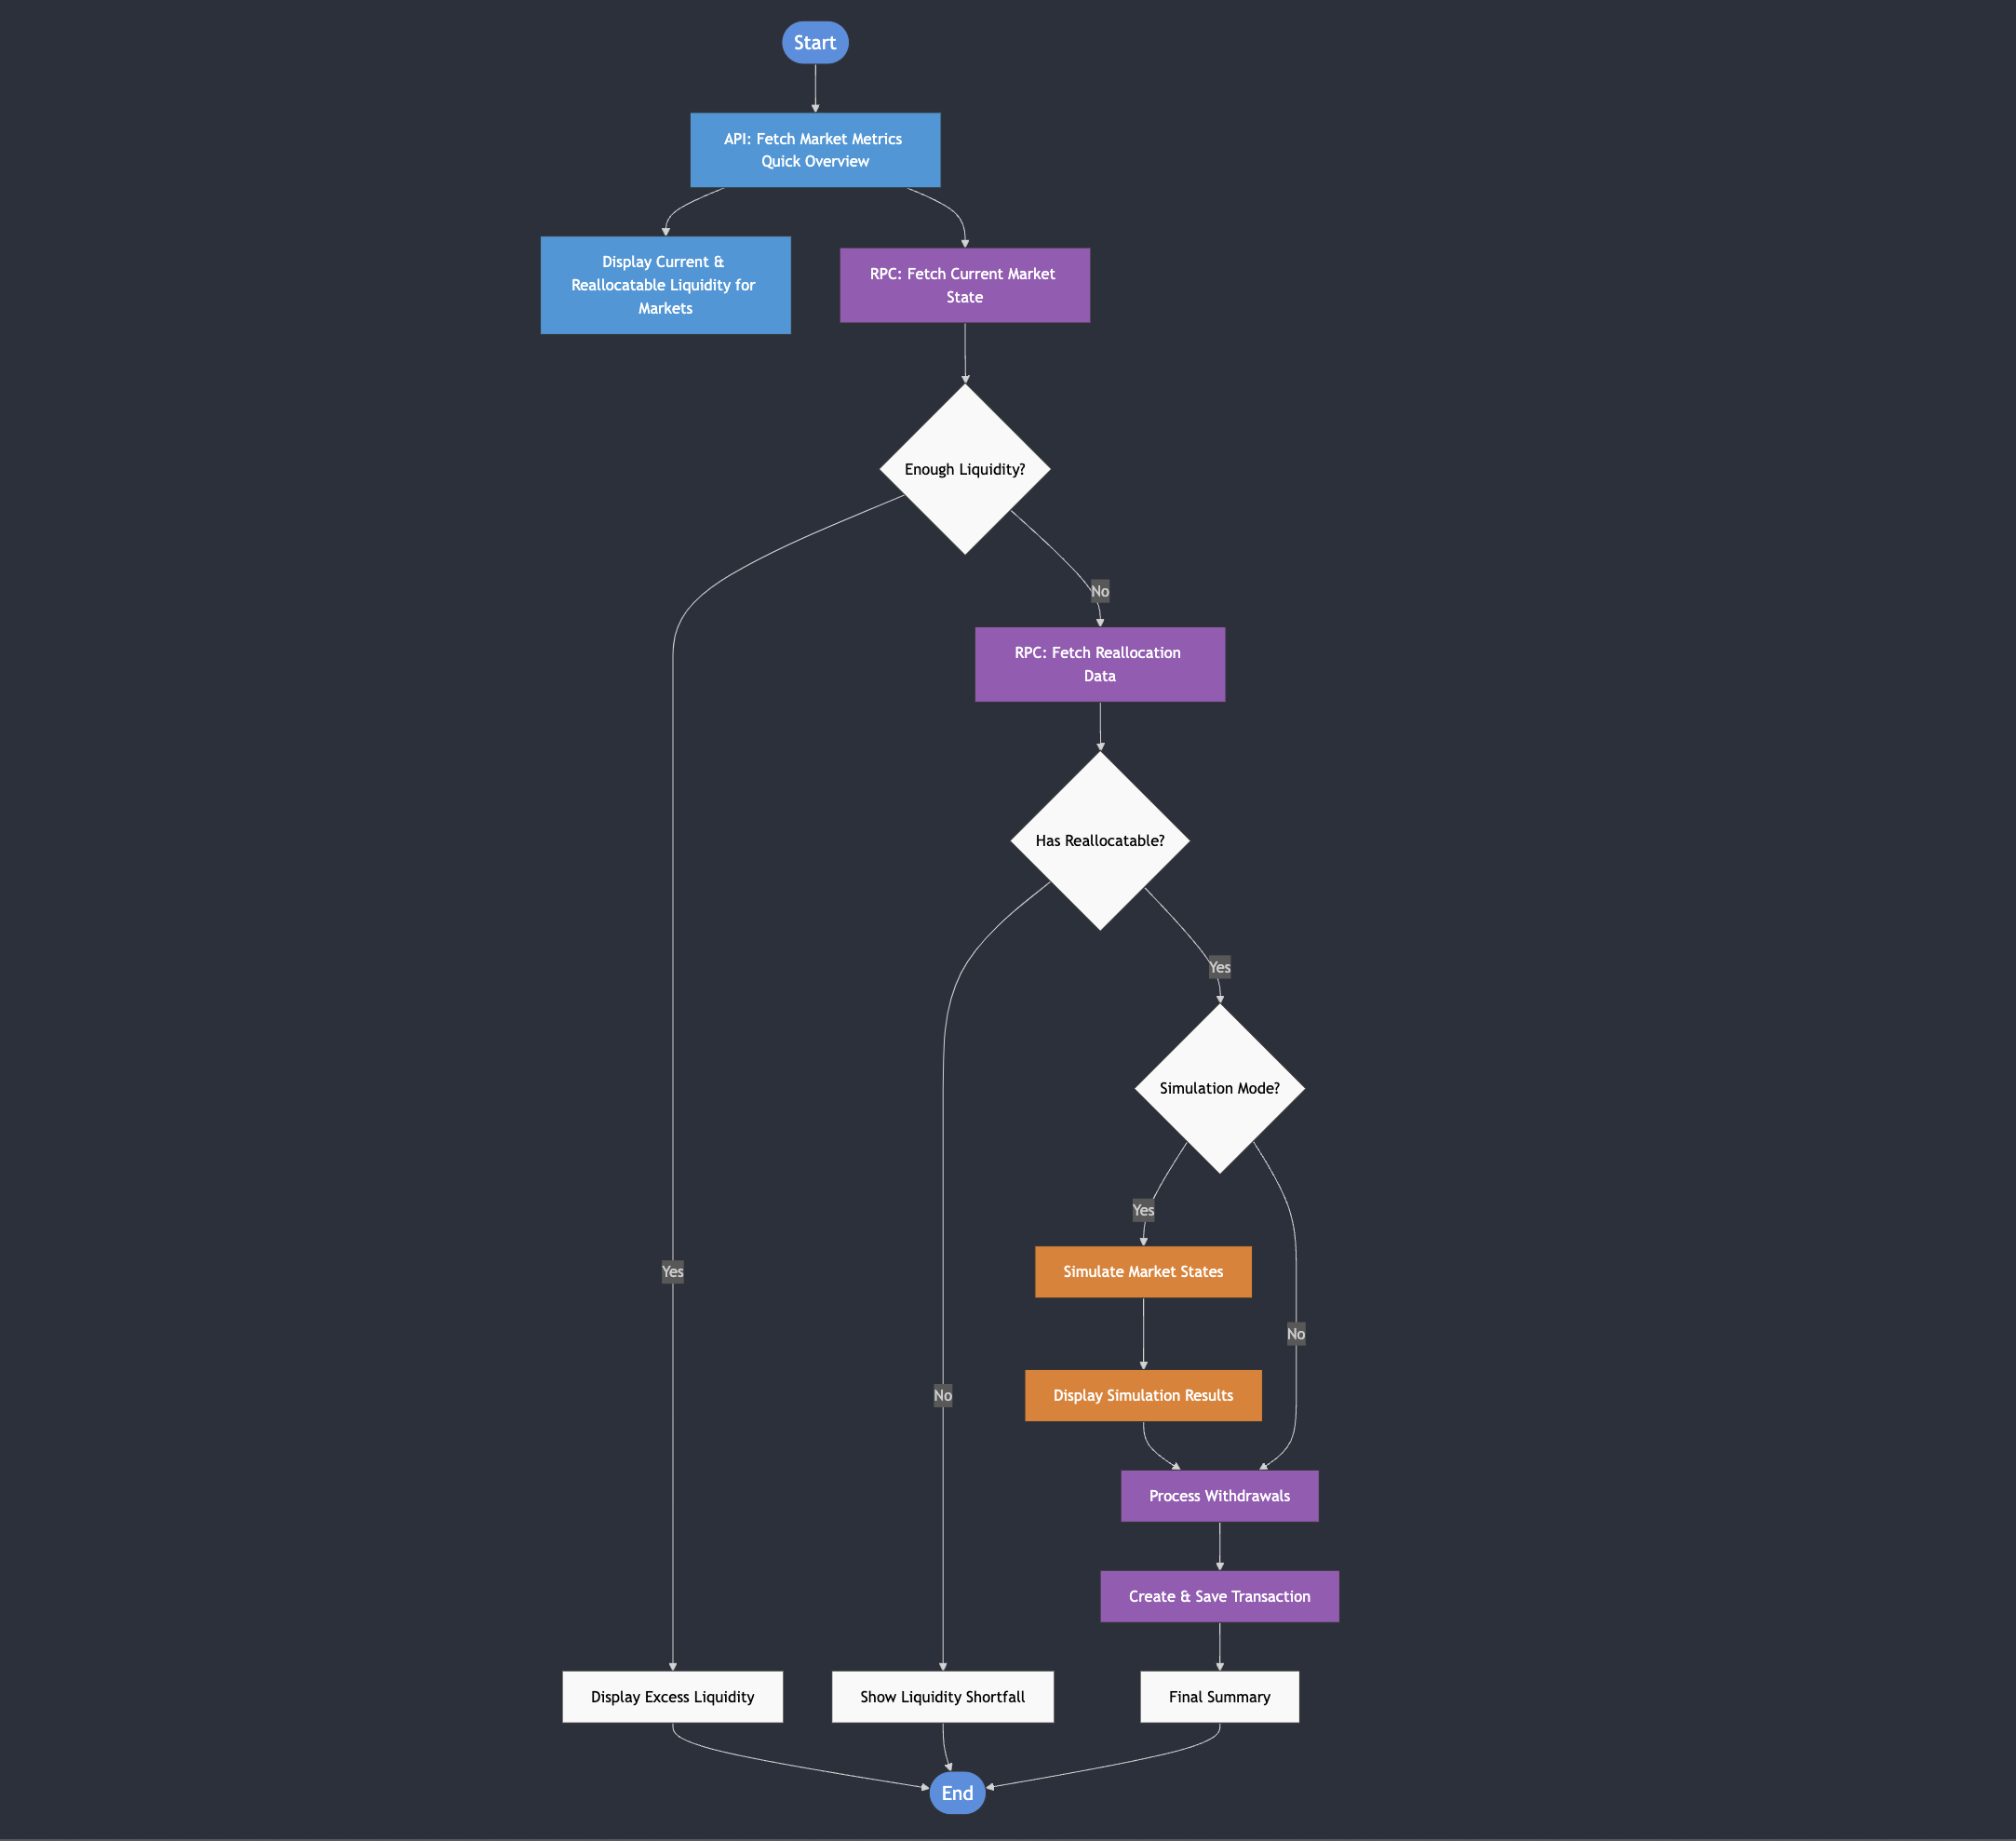 Start
API: Fetch Market Metrics
Quick Overview
Display Current &
Reallocatable Liquidity for
Markets
RPC: Fetch Current Market
State
Enough Liquidity?
No
RPC: Fetch Reallocation
Data
Has Reallocatable?
Yes
Simulation Mode?
Yes
Yes
Simulate Market States
No
No
Display Simulation Results
Process Withdrawals
Create & Save Transaction
Display Excess Liquidity
Show Liquidity Shortfall
Final Summary
End